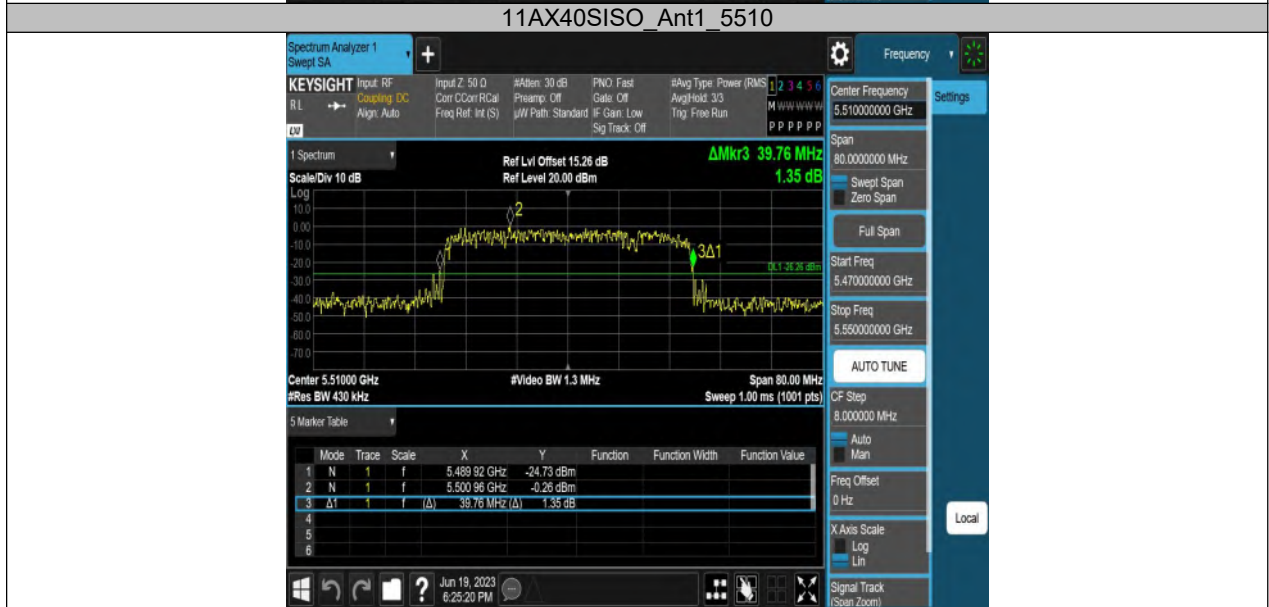 11AX40SISO_Ant1_5510
Spectrum Analyzer 1
Swept SA
+
Frequency
KEYSIGHT Input: RF Input Z: 50 Ω #Atten: 30 dB PNO: Fast #Avg Type: Power (RMS 1 2 3 4 5 6
RL Coupling: DC Corr CCorr RCal Preamp: Off Gate: Off Avg|Hold: 3/3 M W W W W W
Align: Auto Freq Ref: Int (S) µW Path: Standard IF Gain: Low Trig: Free Run
Sig Track: Off P P P P P P
LXI
1 Spectrum
Ref Lvl Offset 15.26 dB ΔMkr3 39.76 MHz
Scale/Div 10 dB Ref Level 20.00 dBm 1.35 dB
Log
10.0
0.00
-10.0
-20.0
-30.0
-40.0
-50.0
-60.0
-70.0
2
3Δ1
DL1 -26.26 dBm
Center 5.51000 GHz #Video BW 1.3 MHz Span 80.00 MHz
#Res BW 430 kHz Sweep 1.00 ms (1001 pts)
5 Marker Table
Mode Trace Scale X Y Function Function Width Function Value
1 N 1 f 5.489 92 GHz -24.73 dBm
2 N 1 f 5.500 96 GHz -0.26 dBm
3 Δ1 1 f (Δ) 39.76 MHz (Δ) 1.35 dB
4
5
6
Center Frequency
5.510000000 GHz
Settings
Span
80.0000000 MHz
Swept Span
Zero Span
Full Span
Start Freq
5.470000000 GHz
Stop Freq
5.550000000 GHz
AUTO TUNE
CF Step
8.000000 MHz
Auto
Man
Freq Offset
0 Hz
X Axis Scale
Log
Lin
Local
Signal Track
(Span Zoom)
? Jun 19, 2023
6:25:20 PM